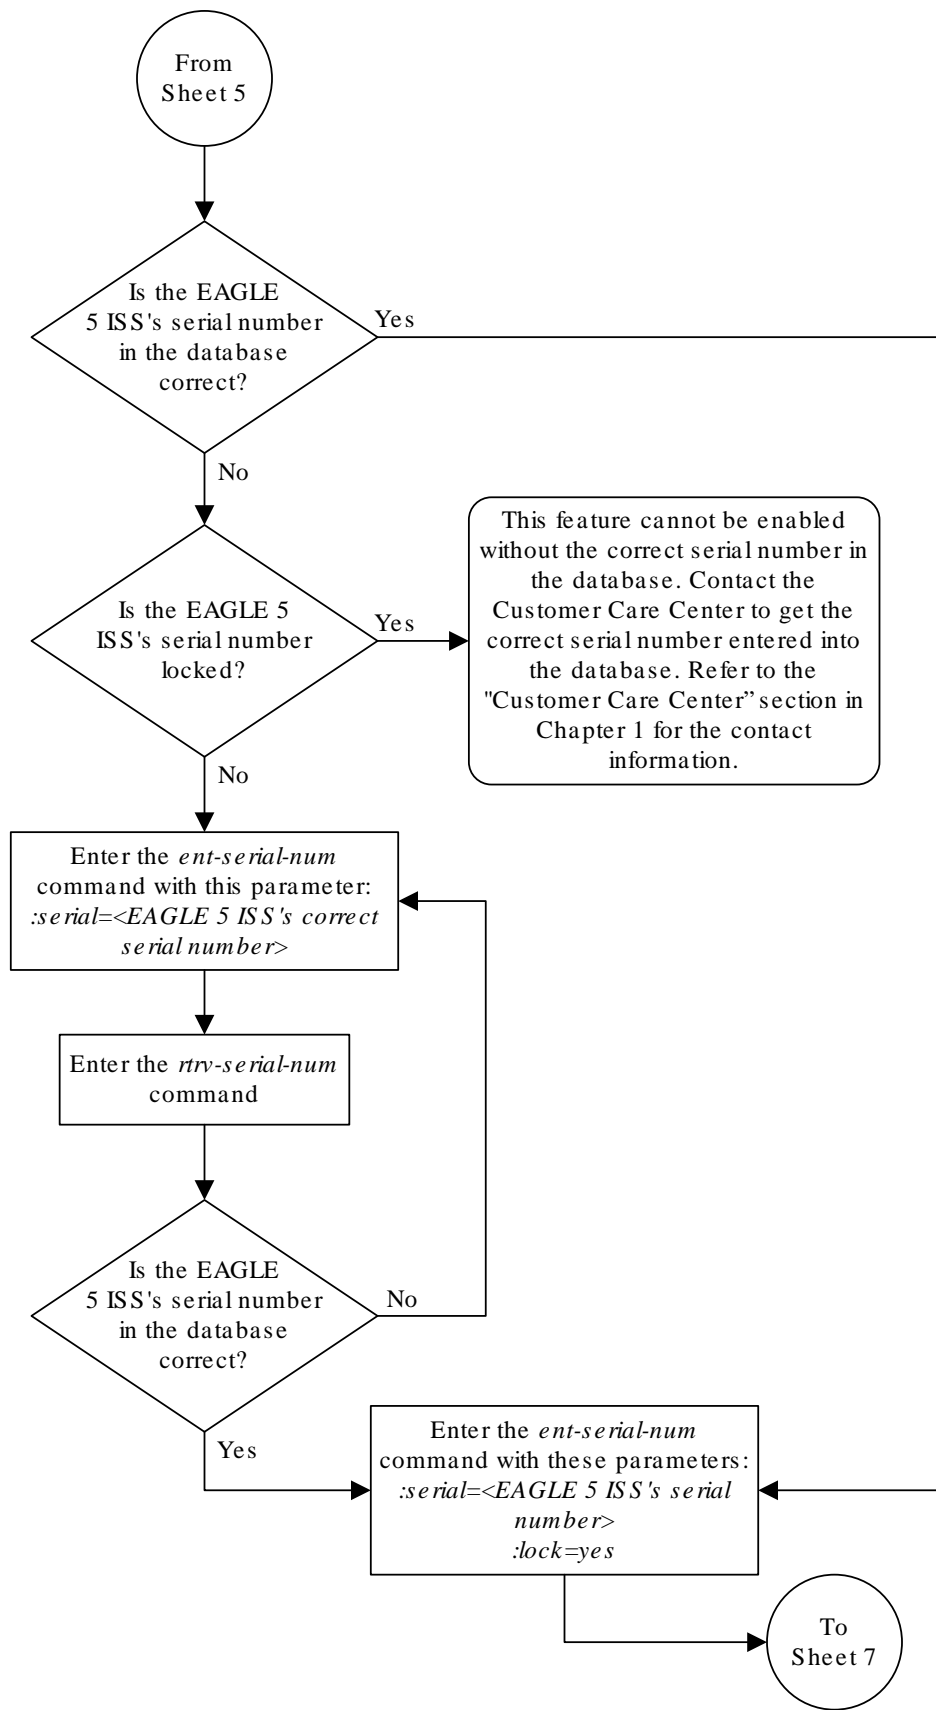 From
Sheet 5
Is the EAGLE
5 ISS's serial number
in the database
correct?
Yes
No
Is the EAGLE 5
ISS's serial number
locked?
Yes
This feature cannot be enabled
without the correct serial number in
the database. Contact the
Customer Care Center to get the
correct serial number entered into
the database. Refer to the
"Customer Care Center” section in
Chapter 1 for the contact
information.
No
Enter the ent-serial-num
command with this parameter:
:serial=<EAGLE 5 ISS's correct
serial number>
Enter the rtrv-serial-num
command
Is the EAGLE
5 ISS's serial number
in the database
correct?
No
Yes
Enter the ent-serial-num
command with these parameters:
:serial=<EAGLE 5 ISS's serial
number>
:lock=yes
To
Sheet 7